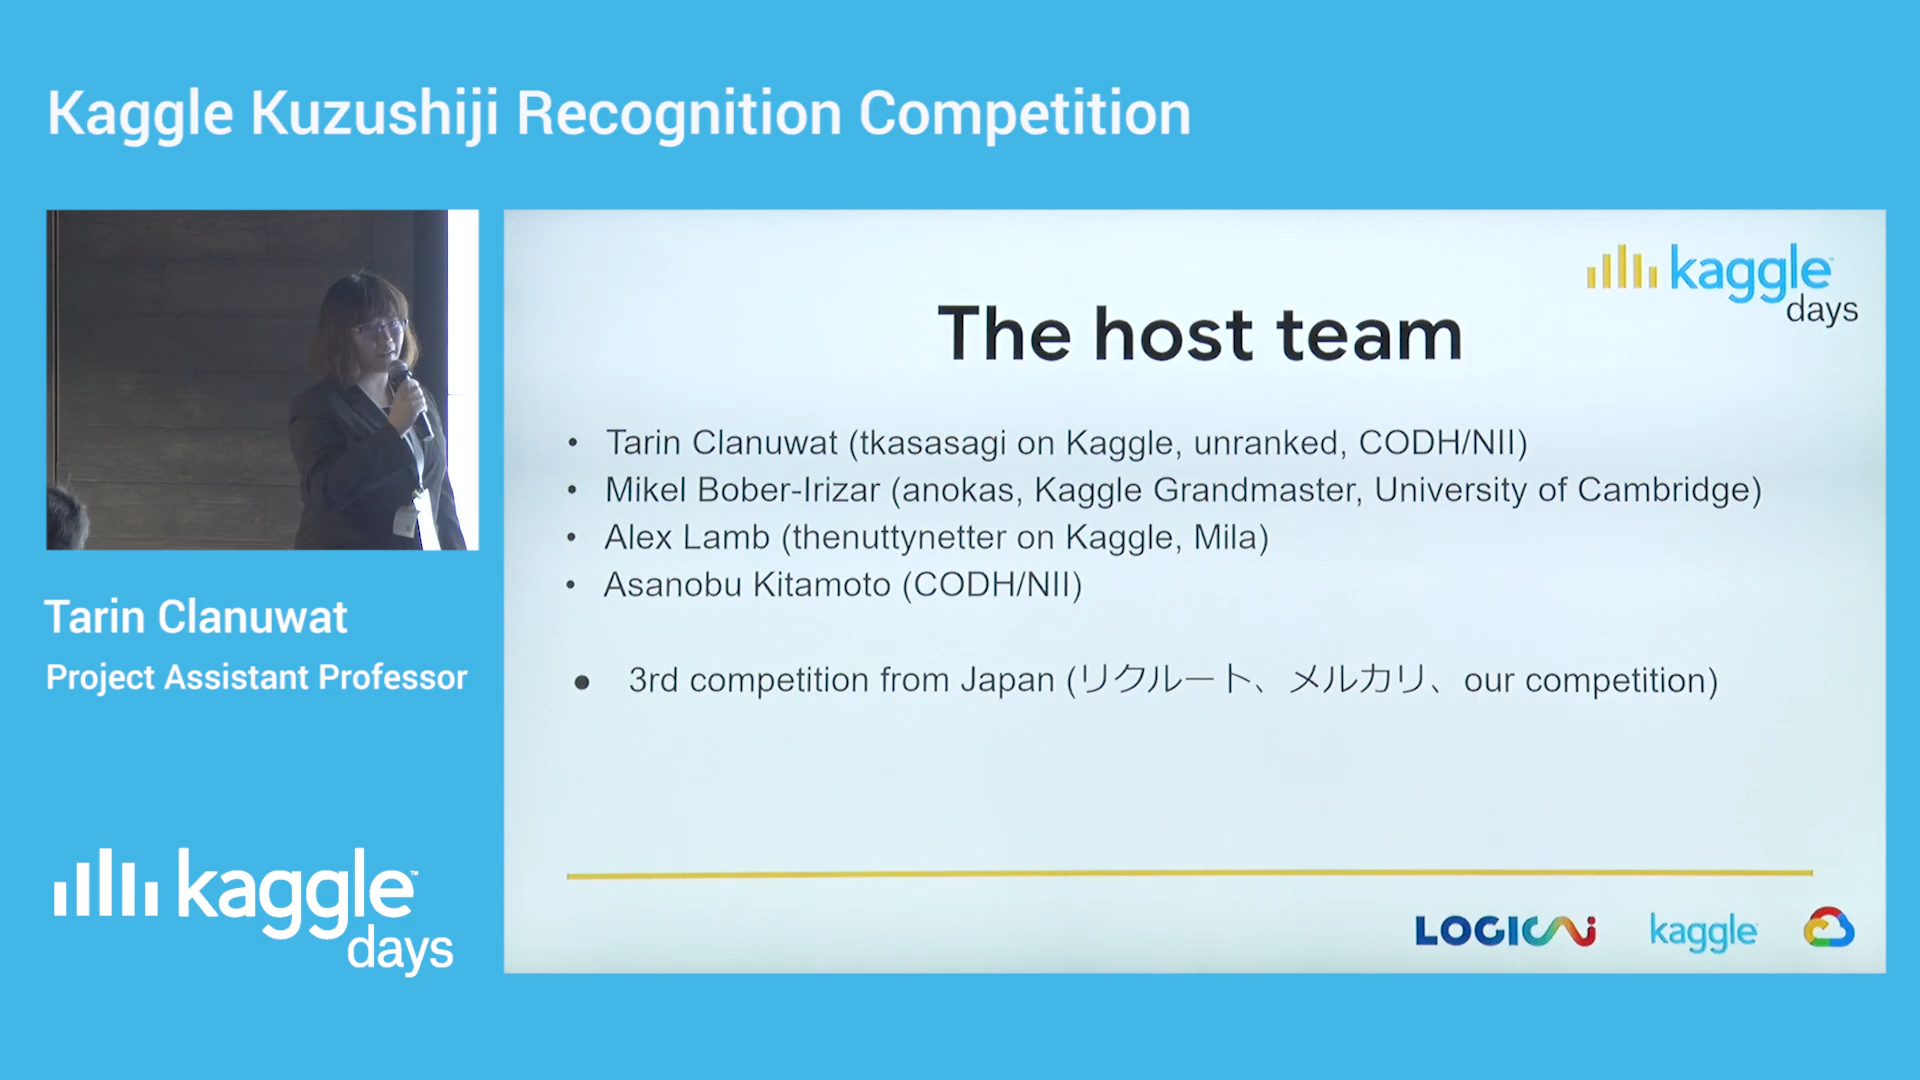 Kaggle Kuzushiji Recognition Competition
kaggle
days
The host team
• Tarin Clanuwat (tkasasagi on Kaggle, unranked, CODH/NII)
• Mikel Bober-Irizar (anokas, Kaggle Grandmaster, University of Cambridge)
• Alex Lamb (thenuttynetter on Kaggle, Mila)
• Asanobu Kitamoto (CODH/NII)
● 3rd competition from Japan (リクルート、メルカリ、our competition)
LOGICAI kaggle
Tarin Clanuwat
Project Assistant Professor
kaggle™
days